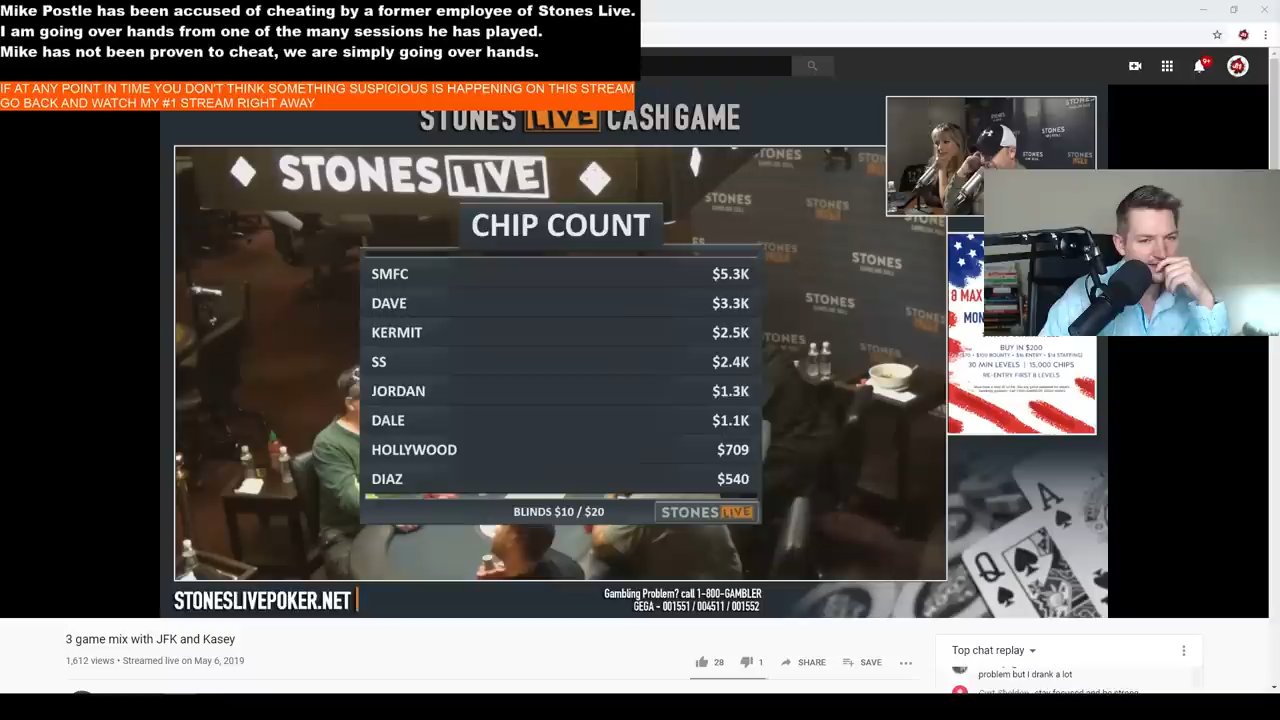 Mike Postle has been accused of cheating by a former employee of Stones Live.
I am going over hands from one of the many sessions he has played.
Mike has not been proven to cheat, we are simply going over hands.
IF AT ANY POINT IN TIME YOU DON'T THINK SOMETHING SUSPICIOUS IS HAPPENING ON THIS STREAM
GO BACK AND WATCH MY #1 STREAM RIGHT AWAY
9+
STONES LIVE CASH GAME
STONES LIVE
CHIP COUNT
SMFC $5.3K
DAVE $3.3K
KERMIT $2.5K
SS $2.4K
JORDAN $1.3K
DALE $1.1K
HOLLYWOOD $709
DIAZ $540
BLINDS $10 / $20 STONES LIVE
STONES
STONES
STONES
STONES
8 MAX
MON
BUY IN $200
30 MIN LEVELS | 15,000 CHIPS
RE-ENTRY FIRST 8 LEVELS
A
Q
STONESLIVEPOKER.NET
Gambling Problem? call 1-800-GAMBLER
GEGA - 001551 / 004511 / 001552
3 game mix with JFK and Kasey
1,612 views • Streamed live on May 6, 2019
28 1 SHARE SAVE
Top chat replay
problem but I drank a lot